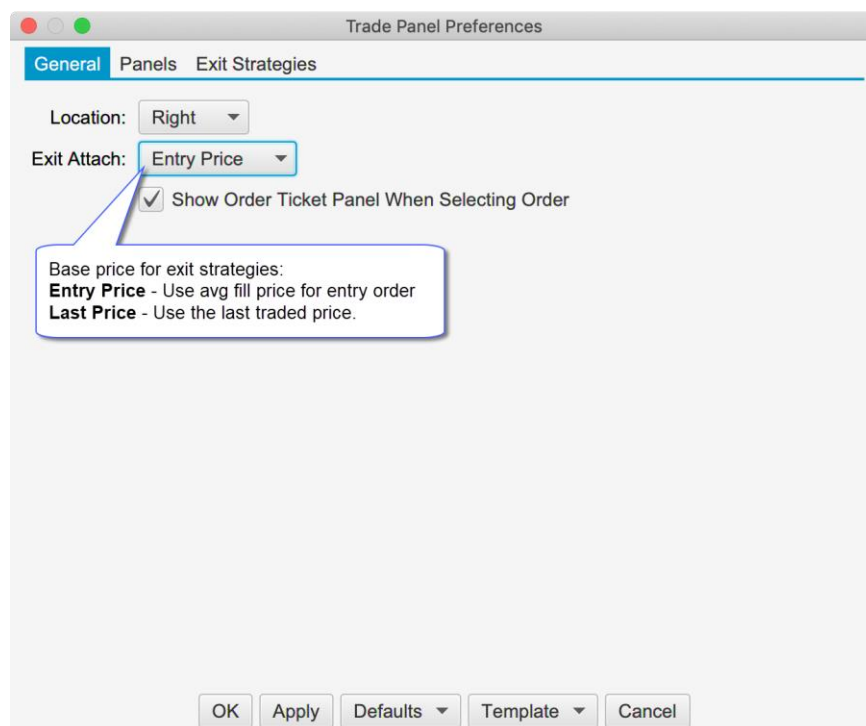 Trade Panel Preferences
General Panels Exit Strategies
Location: Right
Exit Attach: Entry Price
Show Order Ticket Panel When Selecting Order
Base price for exit strategies:
Entry Price - Use avg fill price for entry order
Last Price - Use the last traded price.
OK Apply Defaults Template Cancel